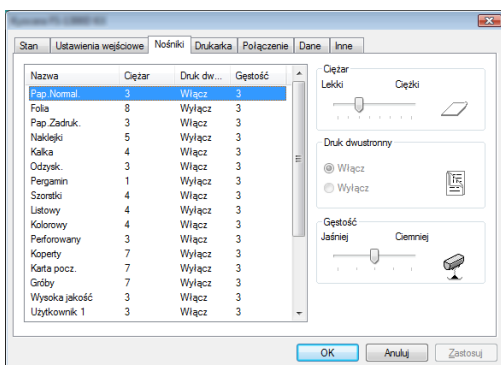 Stan Ustawienia wejściowe Nośniki Drukarka Połączenie Dane Inne
Nazwa Ciężar Druk dw... Gęstość
Pap.Normal. 3 Włącz 3
Folia 8 Wyłącz 3
Pap.Zadruk. 3 Włącz 3
Naklejki 5 Wyłącz 3
Kalka 4 Włącz 3
Odzysk. 3 Włącz 3
Pergamin 1 Wyłącz 3
Szorstki 4 Włącz 3
Listowy 4 Wyłącz 3
Kolorowy 4 Włącz 3
Perforowany 3 Włącz 3
Koperty 7 Wyłącz 3
Karta pocz. 7 Wyłącz 3
Gróby 7 Wyłącz 3
Wysoka jakość 3 Włącz 3
Użytkownik 1 3 Włącz 3
Ciężar
Lekki Ciężki
Druk dwustronny
Włącz
Wyłącz
Gęstość
Jaśniej Ciemniej
OK Anuluj Zastosuj